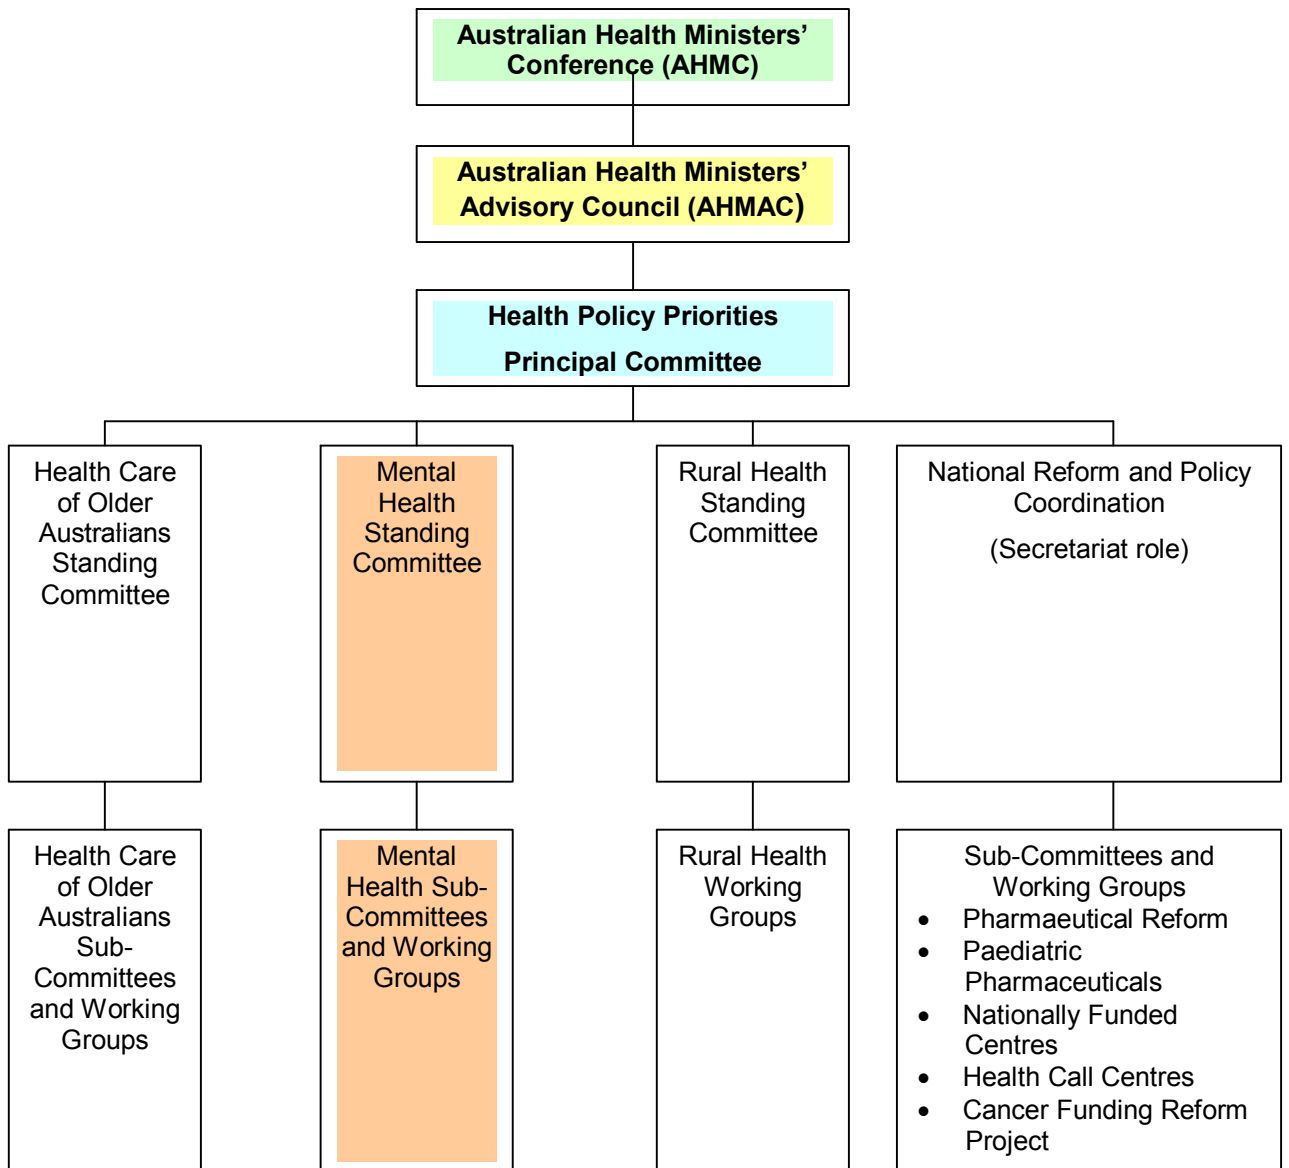 Australian Health Ministers’
Conference (AHMC)
Australian Health Ministers’
Advisory Council (AHMAC)
Health Policy Priorities
Principal Committee
Health Care
of Older
Australians
Standing
Committee
Mental
Health
Standing
Committee
Rural Health
Standing
Committee
National Reform and Policy
Coordination
(Secretariat role)
Health Care
of Older
Australians
Sub-
Committees
and Working
Groups
Mental
Health Sub-
Committees
and Working
Groups
Rural Health
Working
Groups
Sub-Committees and
Working Groups
• Pharmaeutical Reform
• Paediatric
Pharmaceuticals
• Nationally Funded
Centres
• Health Call Centres
• Cancer Funding Reform
Project